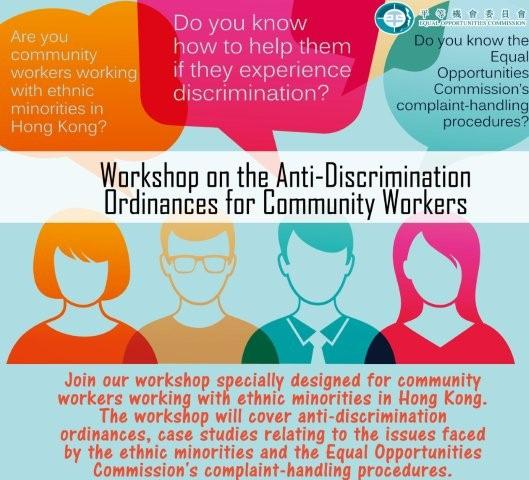 Are you
community
workers working
with ethnic
minorities in
Hong Kong?
Do you know
how to help them
if they experience
discrimination?
平等機會委員會
EQUAL OPPORTUNITIES COMMISSION
Do you know the
Equal
Opportunities
Commission's
complaint-handling
procedures?
Workshop on the Anti-Discrimination
Ordinances for Community Workers
Join our workshop specially designed for community
workers working with ethnic minorities in Hong Kong.
The workshop will cover anti-discrimination
ordinances, case studies relating to the issues faced
by the ethnic minorities and the Equal Opportunities
Commission's complaint-handling procedures.